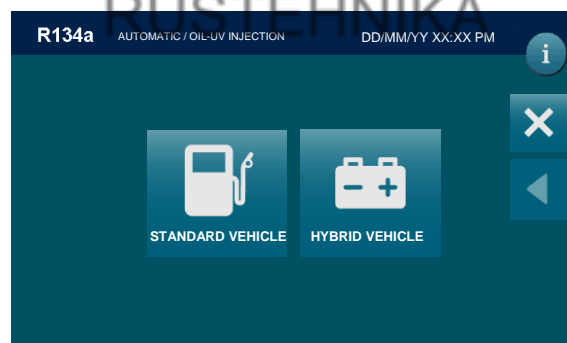 RUSTEHNIKA
R134a AUTOMATIC / OIL-UV INJECTION DD/MM/YY XX:XX PM
i
STANDARD VEHICLE HYBRID VEHICLE